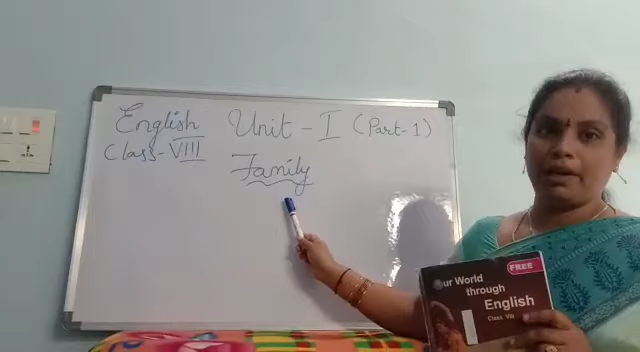 English Unit - I (Part-1)
Class-VIII
Family
FREE
Our World
through
English
Class VIII